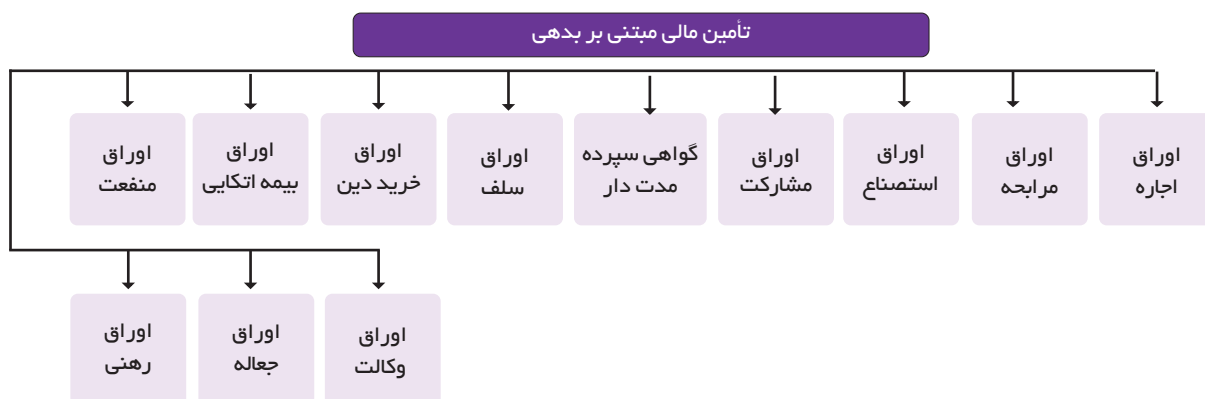 تأمین مالی مبتنی بر بدهی
اوراق
اجاره
اوراق
مرابحه
اوراق
استصناع
اوراق
مشارکت
گواهی سپرده
مدت دار
اوراق
سلف
اوراق
خرید دین
اوراق
بیمه اتکایی
اوراق
منفعت
اوراق
وکالت
اوراق
جعاله
اوراق
رهنی